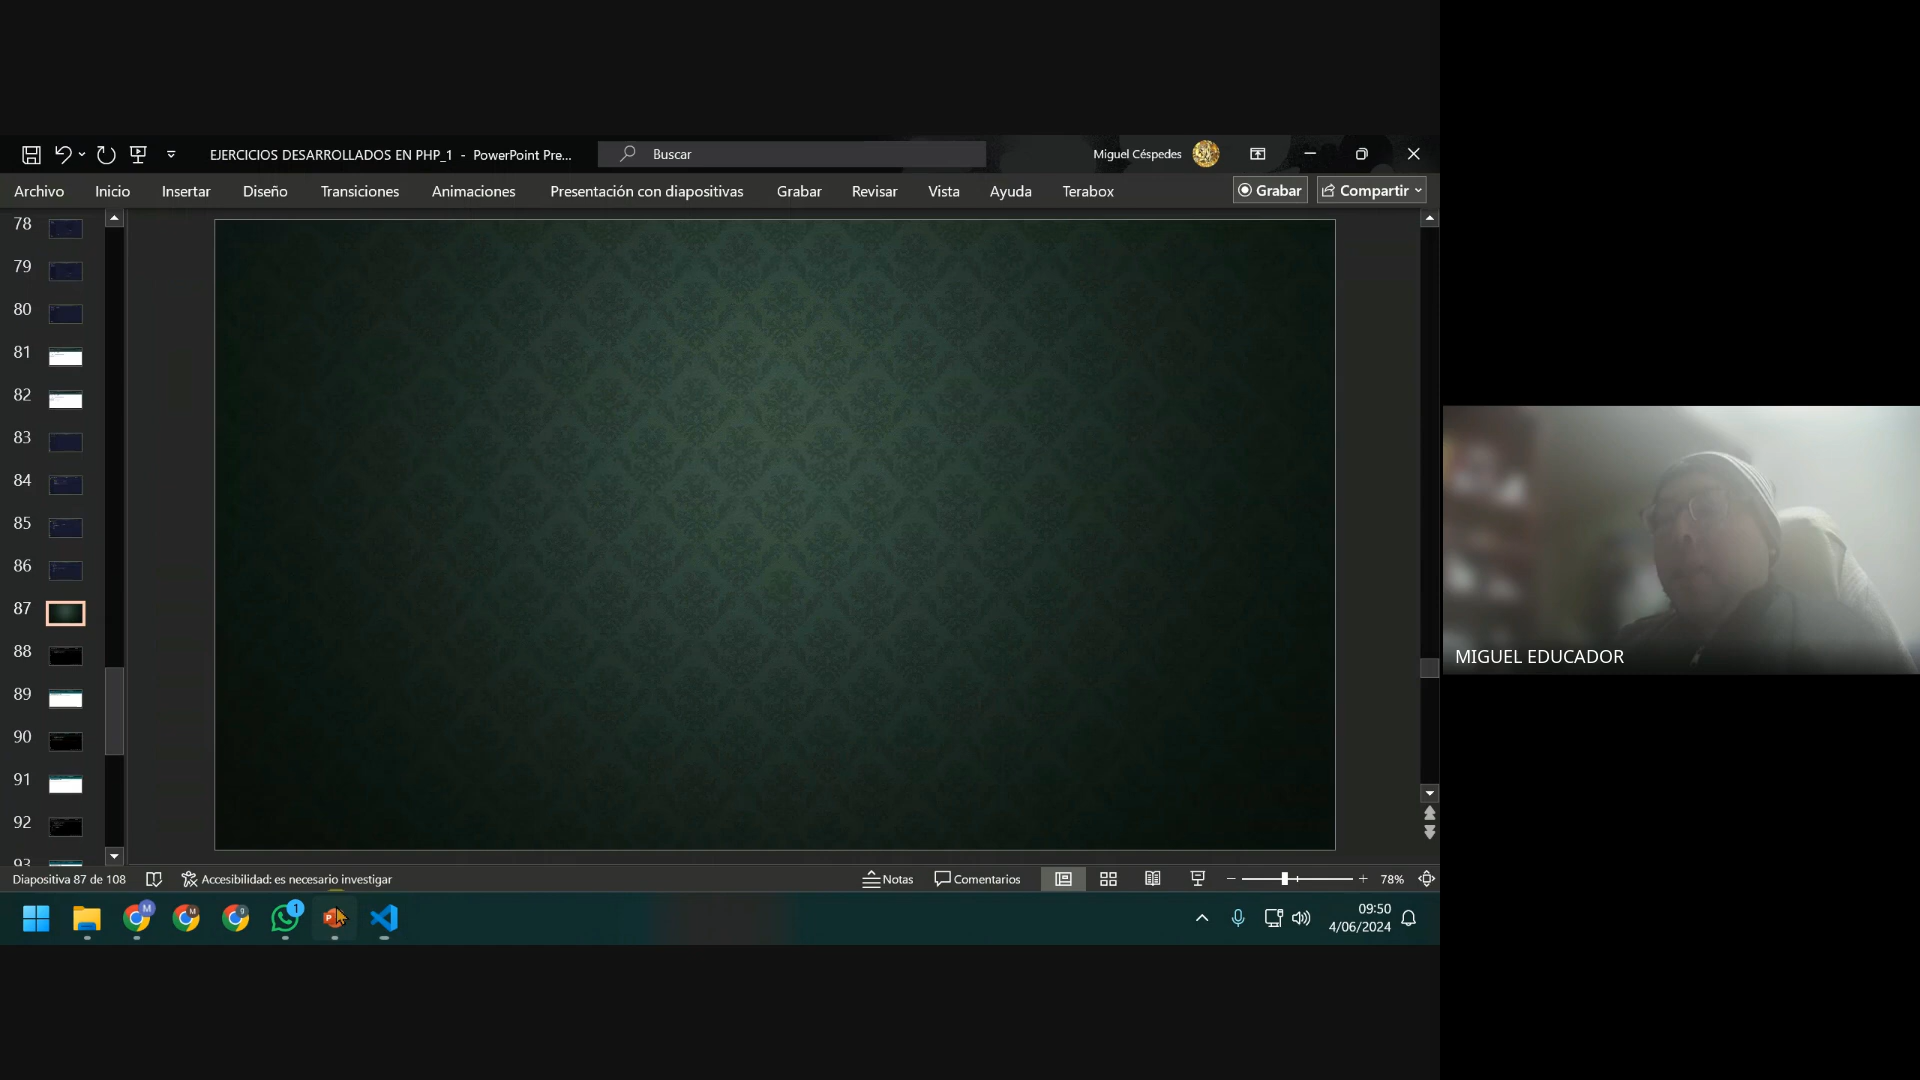 EJERCICIOS DESARROLLADOS EN PHP_1 - PowerPoint Pre...
Buscar
Miguel Céspedes
Archivo Inicio Insertar Diseño Transiciones Animaciones Presentación con diapositivas Grabar Revisar Vista Ayuda Terabox Grabar Compartir
78
79
80
81
82
83
84
85
86
87
88
89
90
91
92
93
MIGUEL EDUCADOR
Diapositiva 87 de 108 Accesibilidad: es necesario investigar Notas Comentarios 78%
M M 9 1 P
09:50
4/06/2024